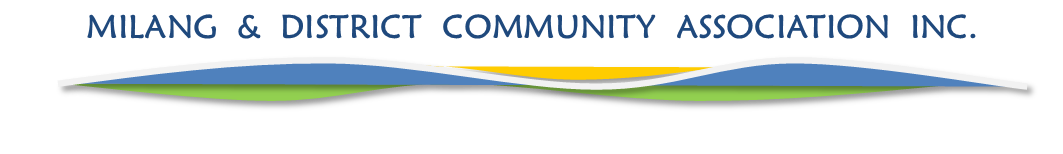 MILANG & DISTRICT COMMUNITY ASSOCIATION INC.